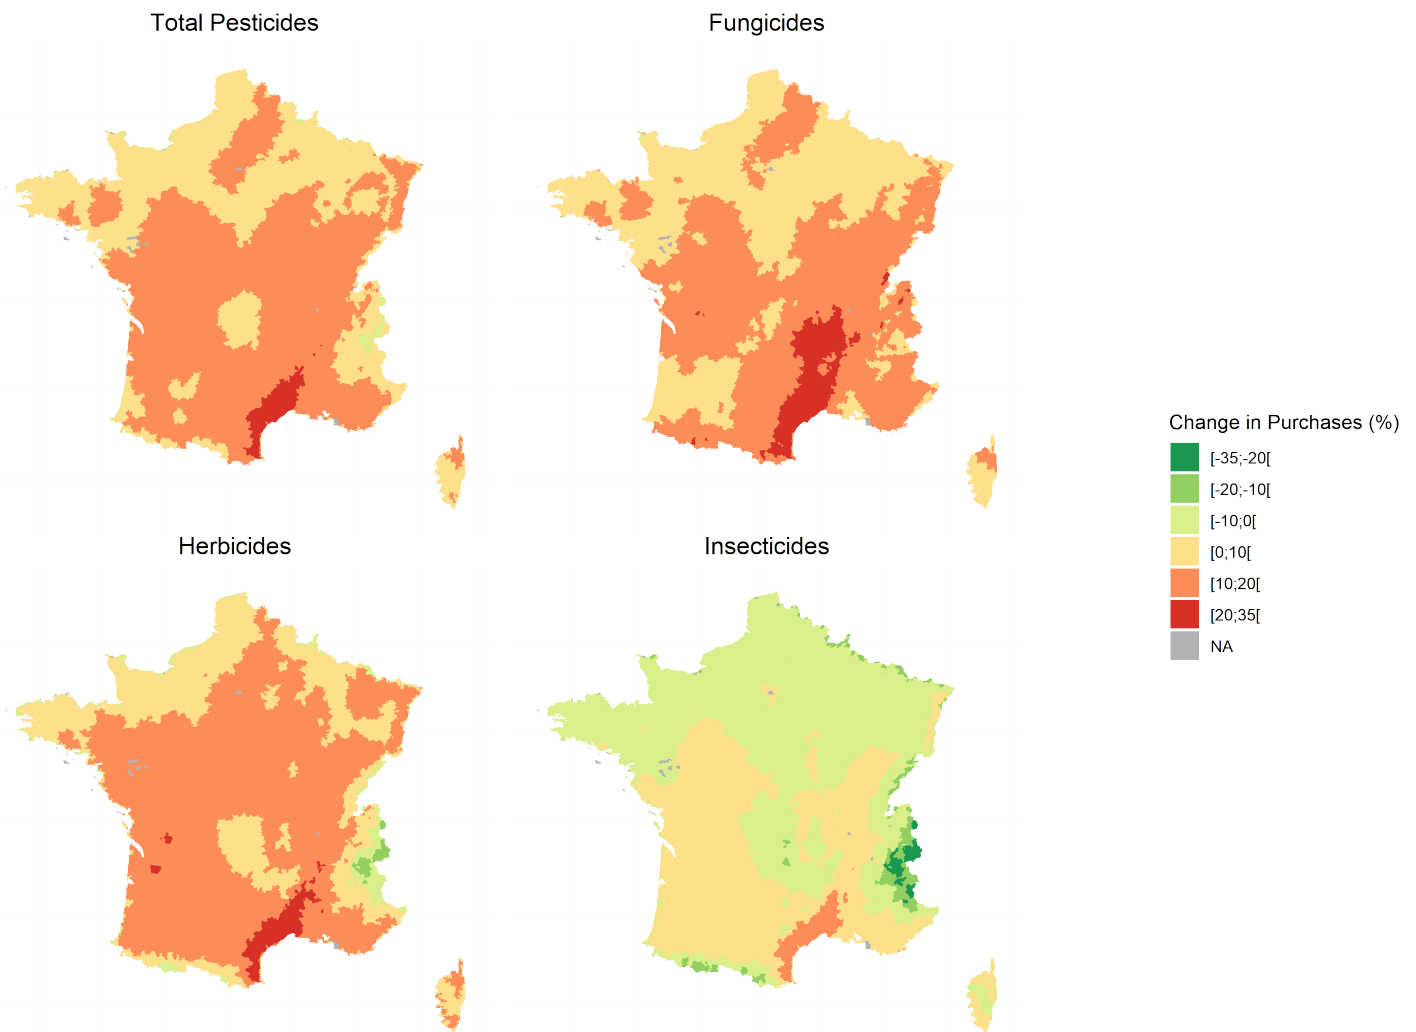 Total Pesticides
Fungicides
Herbicides
Insecticides
Change in Purchases (%)
[-35;-20[
[-20;-10[
[-10;0[
[0;10[
[10;20[
[20;35[
NA